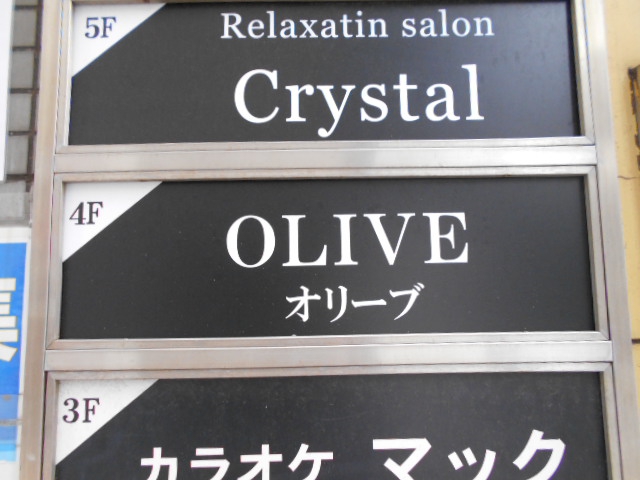 5F
Relaxatin salon
Crystal
4F
OLIVE
オリーブ
3F
カラオケ マック